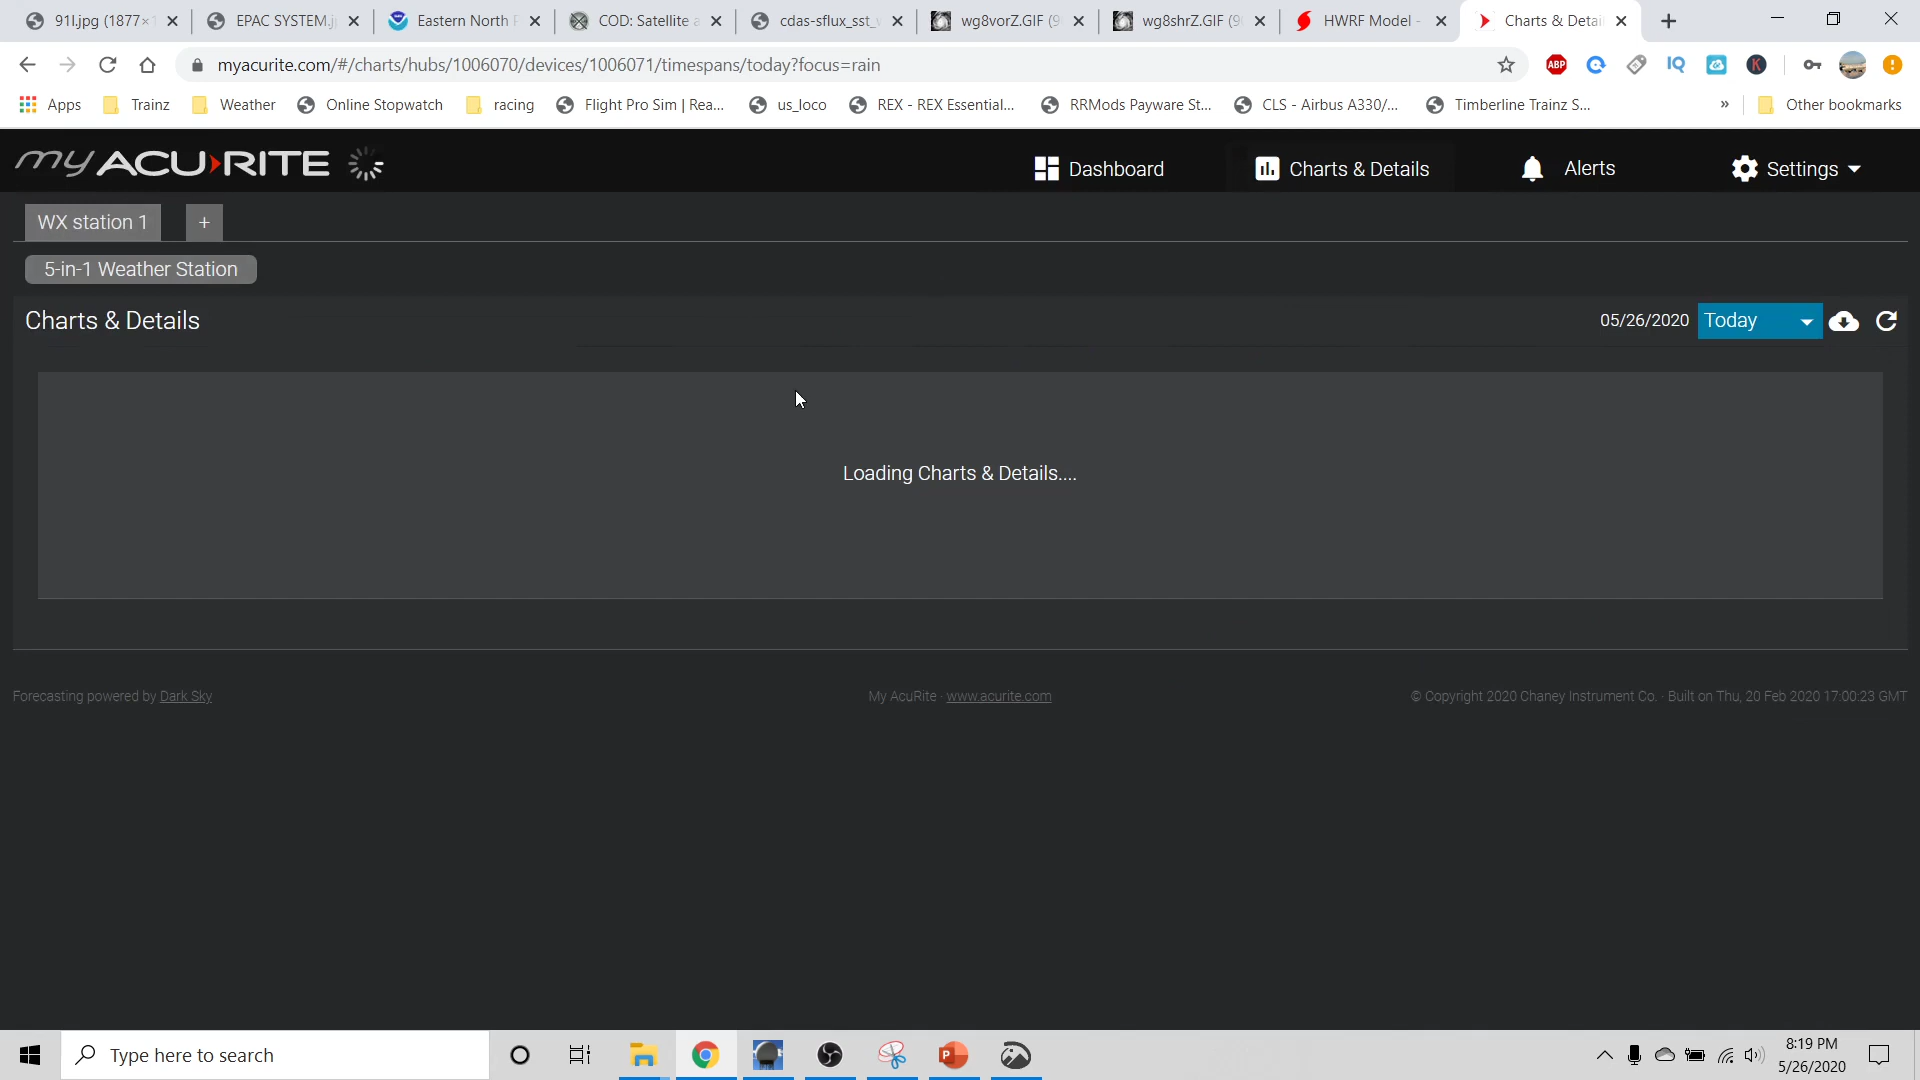 91I.jpg (1877×
EPAC SYSTEM.j
Eastern North P
COD: Satellite a
cdas-sflux_sst_
wg8vorZ.GIF (9
wg8shrZ.GIF (9
HWRF Model -
Charts & Detai
myacurite.com/#/charts/hubs/1006070/devices/1006071/timespans/today?focus=rain
ABP
IQ
K
Apps
Trainz
Weather
Online Stopwatch
racing
Flight Pro Sim | Rea...
us_loco
REX - REX Essential...
RRMods Payware St...
CLS - Airbus A330/...
Timberline Trainz S...
»
Other bookmarks
my ACU›RITE
Dashboard
Charts & Details
Alerts
Settings
WX station 1
+
5-in-1 Weather Station
Charts & Details
05/26/2020
Today
Loading Charts & Details....
Forecasting powered by Dark Sky
My AcuRite · www.acurite.com
© Copyright 2020 Chaney Instrument Co. · Built on Thu, 20 Feb 2020 17:00:23 GMT
Type here to search
8:19 PM
5/26/2020